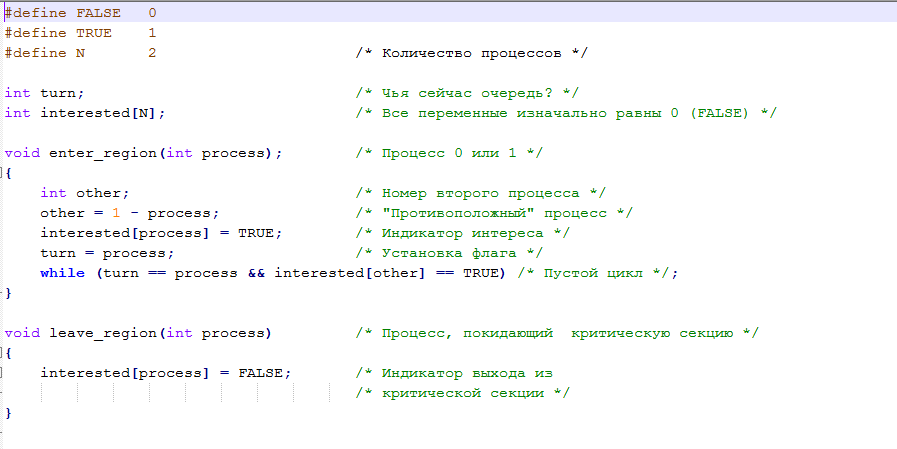 #define FALSE   0
#define TRUE    1
#define N       2                      /* Количество процессов */
int turn;                              /* Чья сейчас очередь? */
int interested[N];                     /* Все переменные изначально равны 0 (FALSE) */
void enter_region(int process);        /* Процесс 0 или 1 */
{
    int other;                         /* Номер второго процесса */
    other = 1 - process;               /* "Противоположный" процесс */
    interested[process] = TRUE;        /* Индикатор интереса */
    turn = process;                    /* Установка флага */
    while (turn == process && interested[other] == TRUE) /* Пустой цикл */;
}
void leave_region(int process)         /* Процесс, покидающий  критическую секцию */
{
    interested[process] = FALSE;       /* Индикатор выхода из
                                       /* критической секции */
}